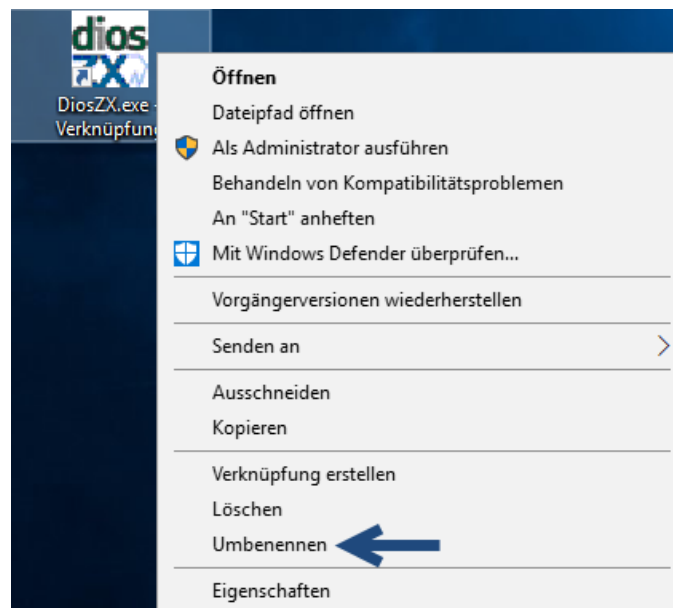 dios
ZX
DiosZX.exe -
Verknüpfung
Öffnen
Dateipfad öffnen
Als Administrator ausführen
Behandeln von Kompatibilitätsproblemen
An "Start" anheften
Mit Windows Defender überprüfen...
Vorgängerversionen wiederherstellen
Senden an
Ausschneiden
Kopieren
Verknüpfung erstellen
Löschen
Umbenennen
Eigenschaften